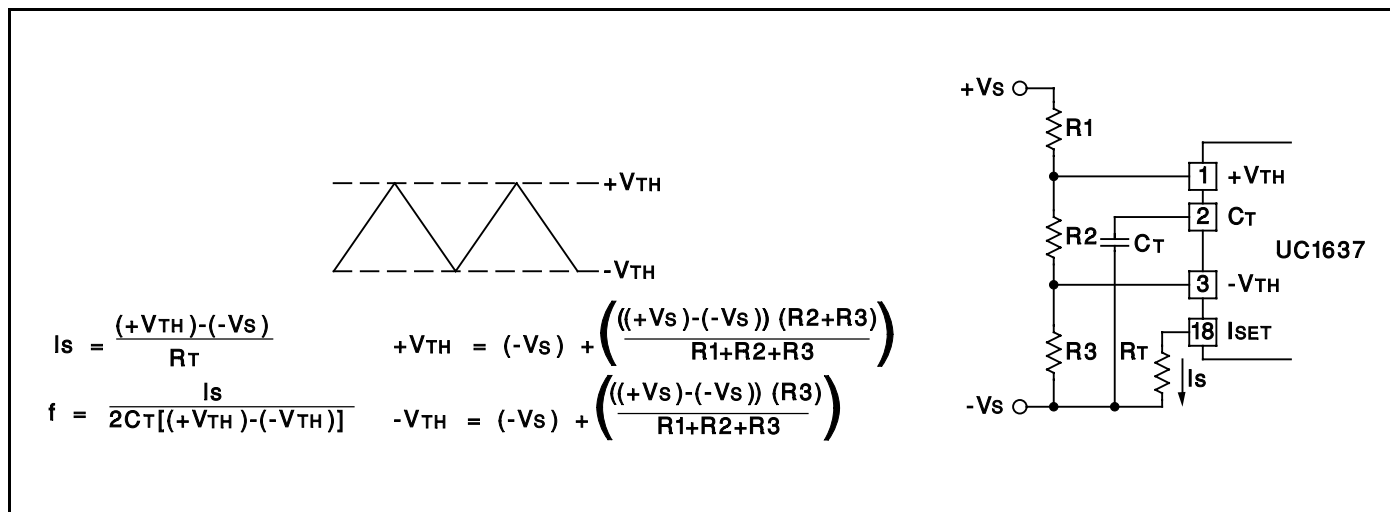 +VTH
-VTH
Is = (+VTH)-(-Vs) / RT
+VTH = (-Vs) + (((+Vs)-(-Vs)) (R2+R3) / R1+R2+R3)
f = Is / 2CT[(+VTH)-(-VTH)]
-VTH = (-Vs) + (((+Vs)-(-Vs)) (R3) / R1+R2+R3)
+Vs
R1
1 +VTH
2 CT
R2
CT
UC1637
3 -VTH
18 ISET
R3
RT
Is
-Vs